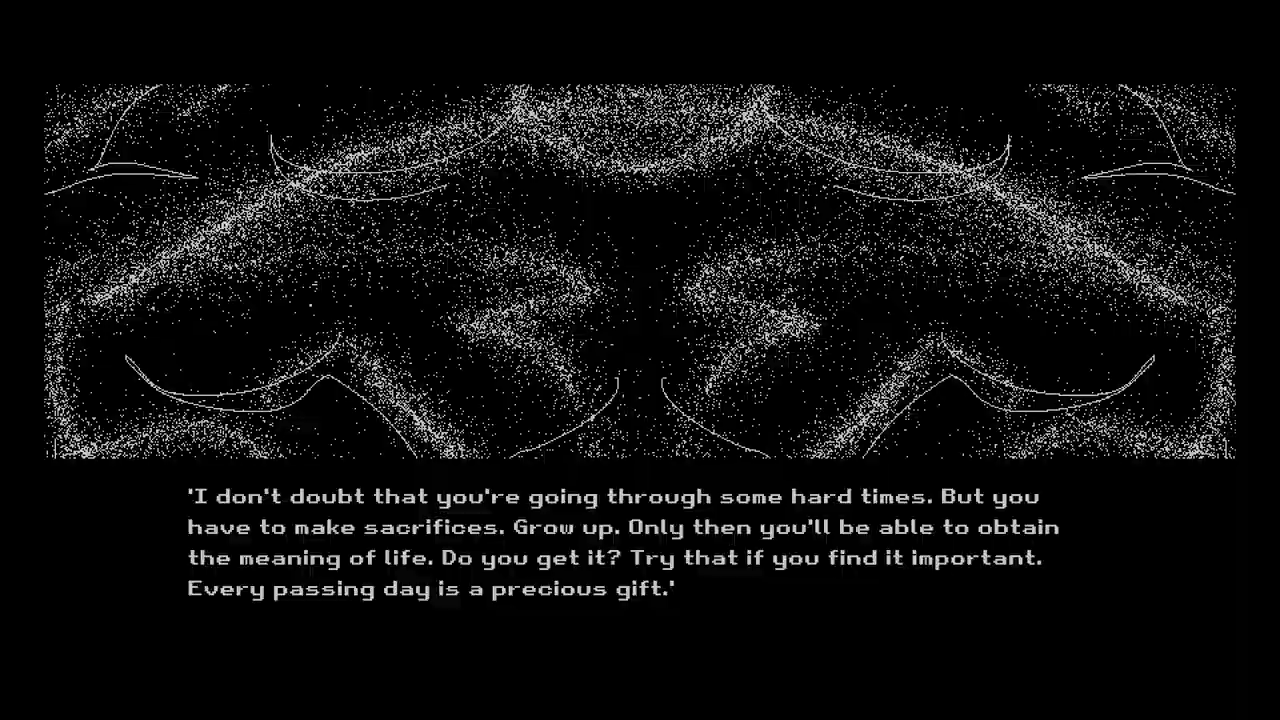 'I don't doubt that you're going through some hard times. But you
have to make sacrifices. Grow up. Only then you'll be able to obtain
the meaning of life. Do you get it? Try that if you find it important.
Every passing day is a precious gift.'